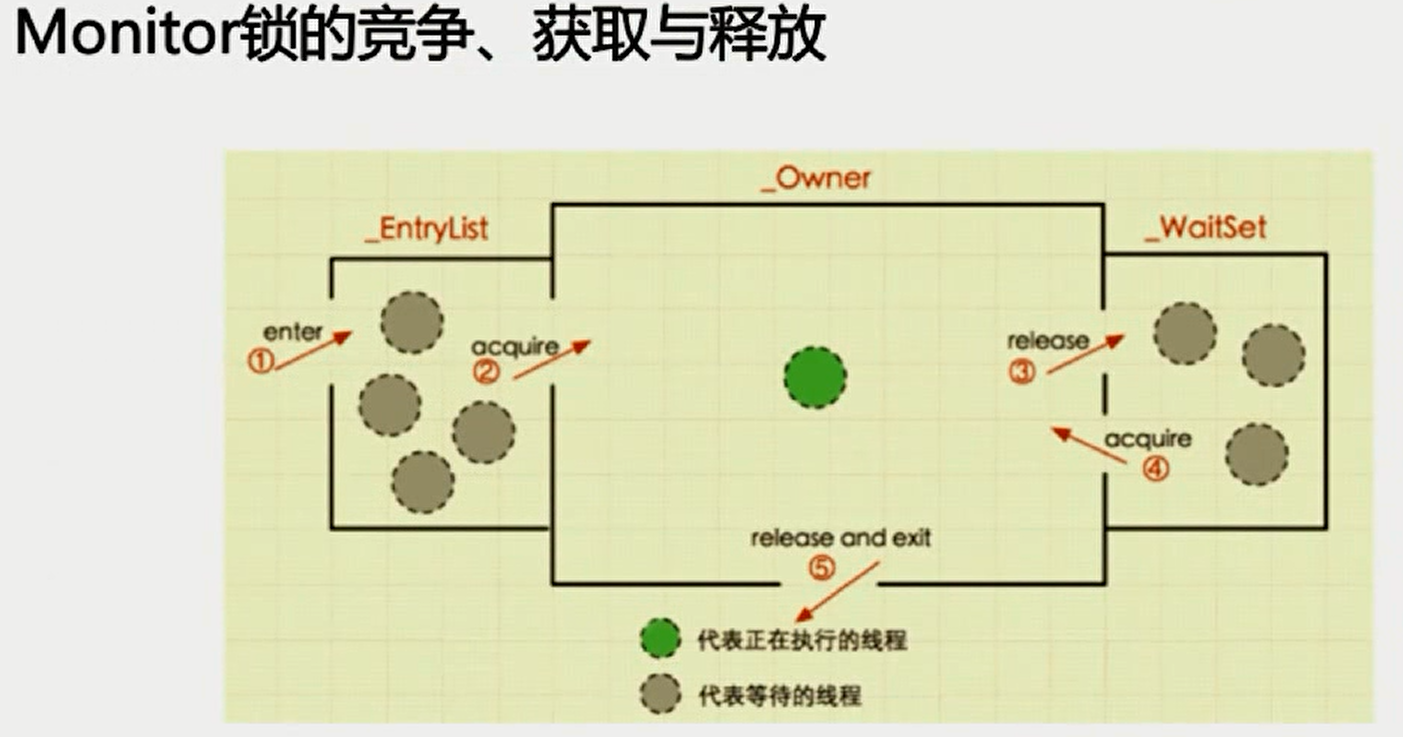 Monitor锁的竞争、获取与释放
_Owner
_EntryList
_WaitSet
enter
①
acquire
②
release
③
acquire
④
release and exit
⑤
代表正在执行的线程
代表等待的线程